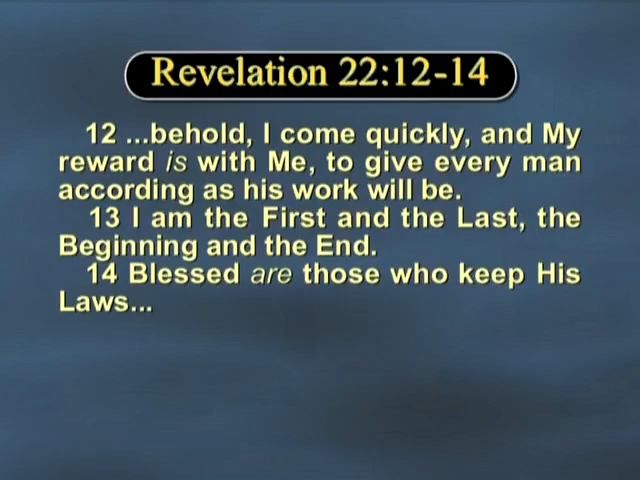 Revelation 22:12-14
12 ...behold, I come quickly, and My
reward is with Me, to give every man
according as his work will be.
13 I am the First and the Last, the
Beginning and the End.
14 Blessed are those who keep His
Laws...